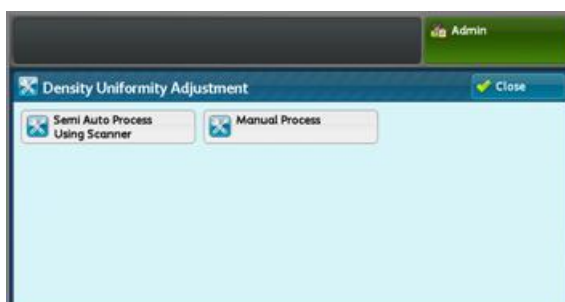 Admin
Density Uniformity Adjustment
Close
Semi Auto Process
Using Scanner
Manual Process